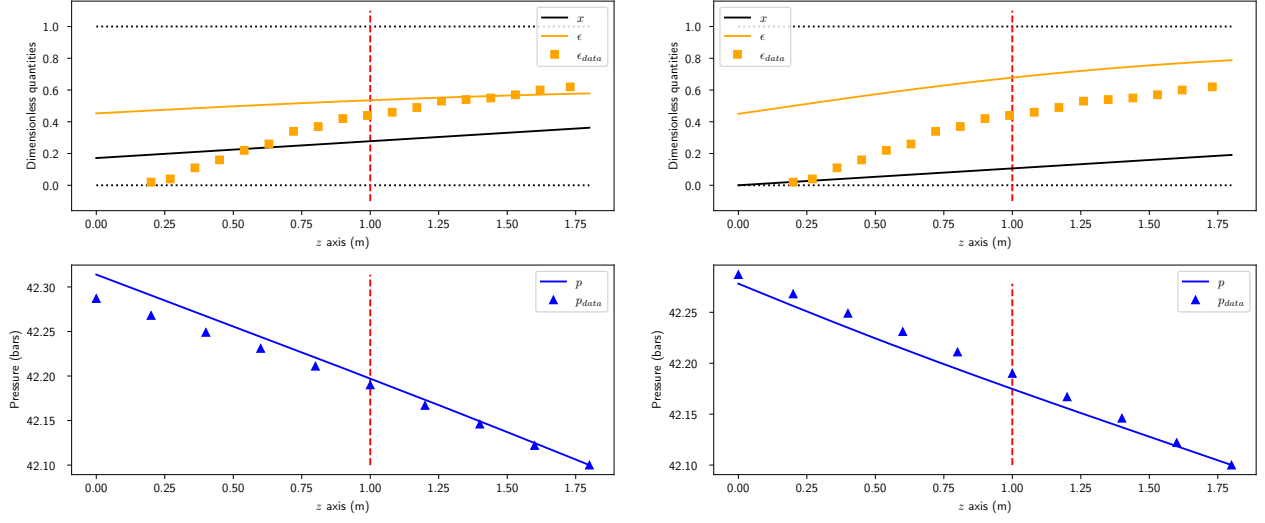 x
ϵ
ϵ_data
1.0
0.8
0.6
0.4
0.2
0.0
Dimensionless quantities
0.00 0.25 0.50 0.75 1.00 1.25 1.50 1.75
z axis (m)
x
ϵ
ϵ_data
1.0
0.8
0.6
0.4
0.2
0.0
Dimensionless quantities
0.00 0.25 0.50 0.75 1.00 1.25 1.50 1.75
z axis (m)
p
p_data
42.30
42.25
42.20
42.15
42.10
Pressure (bars)
0.00 0.25 0.50 0.75 1.00 1.25 1.50 1.75
z axis (m)
p
p_data
42.25
42.20
42.15
42.10
Pressure (bars)
0.00 0.25 0.50 0.75 1.00 1.25 1.50 1.75
z axis (m)